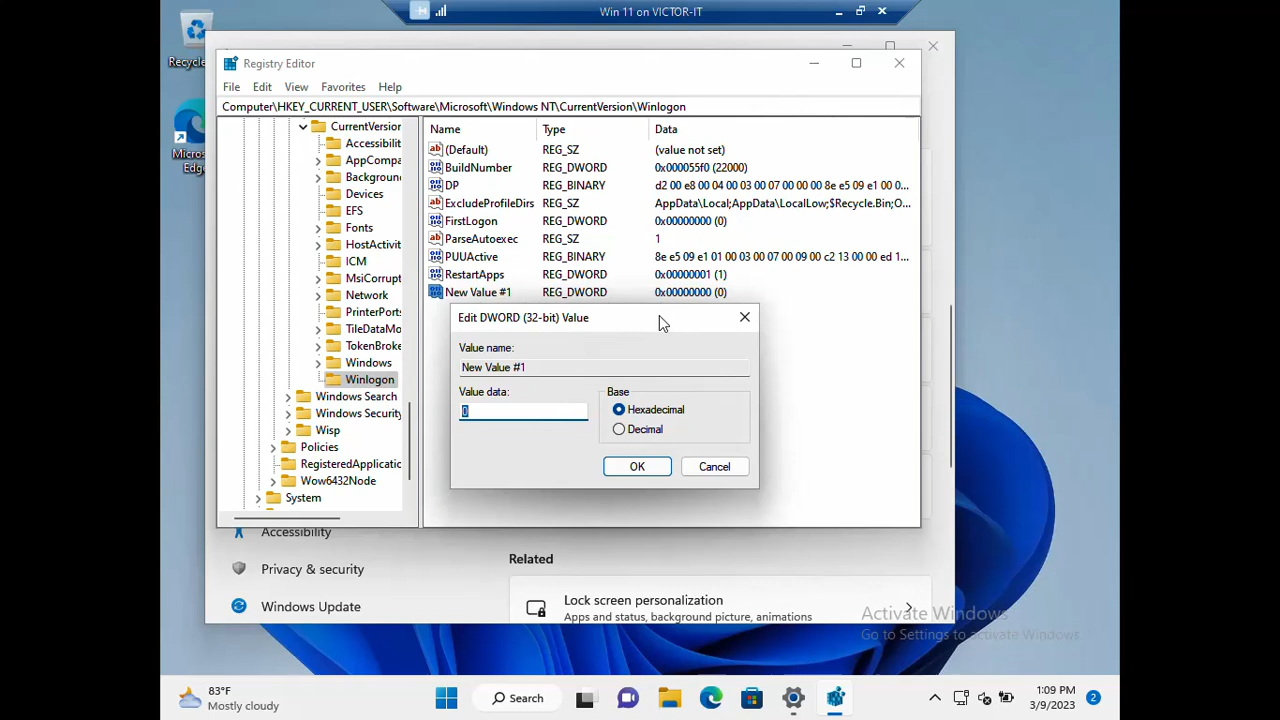 Win 11 on VICTOR-IT
Recycle
Registry Editor
File Edit View Favorites Help
Computer\HKEY_CURRENT_USER\Software\Microsoft\Windows NT\CurrentVersion\Winlogon
CurrentVersion
Accessibilit
AppCompa
Background
Devices
EFS
Fonts
HostActivit
ICM
MsiCorrupt
Network
PrinterPorts
TileDataMo
TokenBroke
Windows
Winlogon
Windows Search
Windows Security
Wisp
Policies
RegisteredApplicatio
Wow6432Node
System
Name Type Data
(Default) REG_SZ (value not set)
BuildNumber REG_DWORD 0x000055f0 (22000)
DP REG_BINARY d2 00 e8 00 04 00 03 00 07 00 00 00 8e e5 09 e1 00 0...
ExcludeProfileDirs REG_SZ AppData\Local;AppData\LocalLow;$Recycle.Bin;O...
FirstLogon REG_DWORD 0x00000000 (0)
ParseAutoexec REG_SZ 1
PUUActive REG_BINARY 8e e5 09 e1 01 00 03 00 07 00 09 00 c2 13 00 00 ed 1...
RestartApps REG_DWORD 0x00000001 (1)
New Value #1 REG_DWORD 0x00000000 (0)
Edit DWORD (32-bit) Value
Value name:
New Value #1
Value data:
0
Base
Hexadecimal
Decimal
OK Cancel
Micros
Edge
Accessibility
Privacy & security
Windows Update
Related
Lock screen personalization
Apps and status, background picture, animations
Activate Windows
Go to Settings to activate Windows.
83°F
Mostly cloudy
Search
1:09 PM
3/9/2023
2